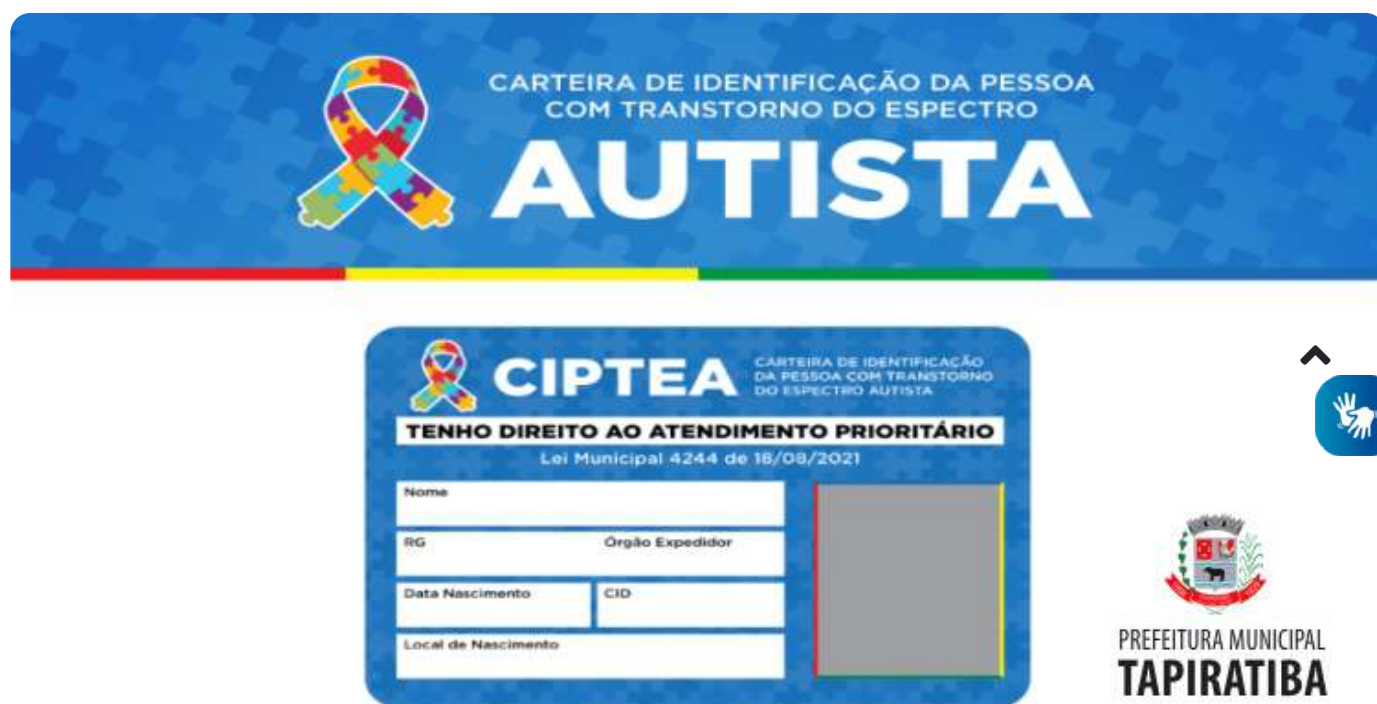 CARTEIRA DE IDENTIFICAÇÃO DA PESSOA
COM TRANSTORNO DO ESPECTRO
AUTISTA
CIPTEA
CARTEIRA DE IDENTIFICAÇÃO
DA PESSOA COM TRANSTORNO
DO ESPECTRO AUTISTA
TENHO DIREITO AO ATENDIMENTO PRIORITÁRIO
Lei Municipal 4244 de 18/08/2021
Nome
RG Órgão Expedidor
Data Nascimento CID
Local de Nascimento
PREFEITURA MUNICIPAL
TAPIRATIBA